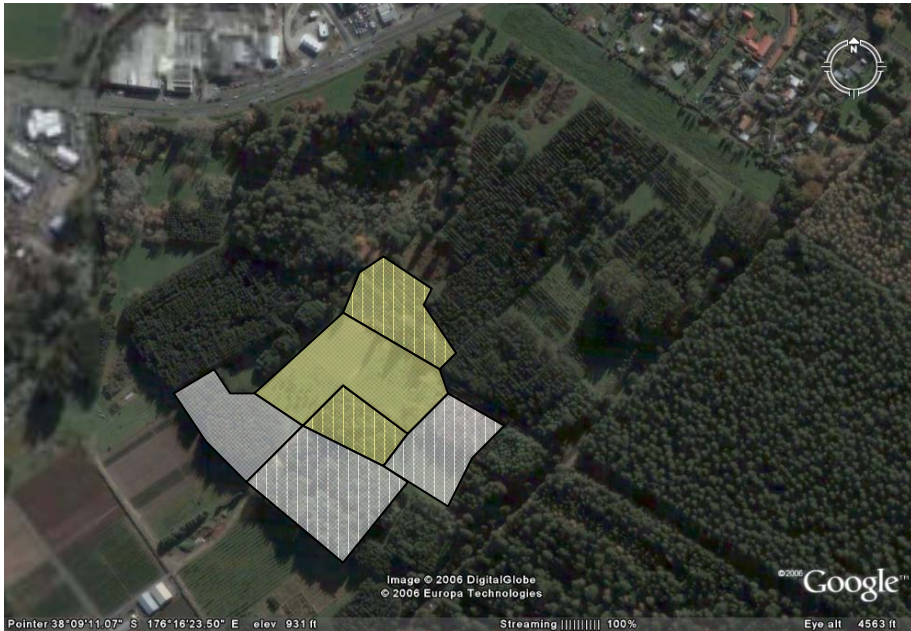 N
Image © 2006 DigitalGlobe
© 2006 Europa Technologies
©2006 Google™
Pointer 38°09'11.07" S 176°16'23.50" E elev 931 ft Streaming |||||||||| 100% Eye alt 4563 ft